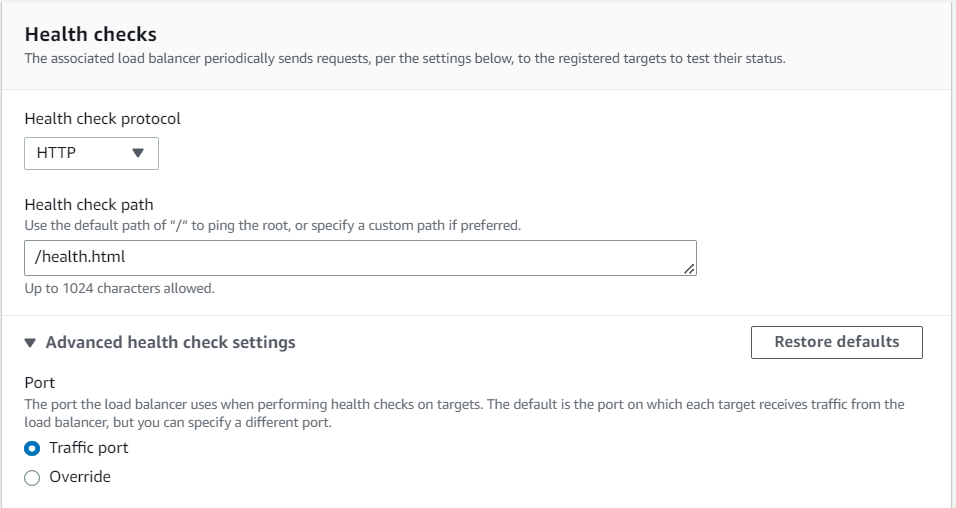 Health checks
The associated load balancer periodically sends requests, per the settings below, to the registered targets to test their status.
Health check protocol
HTTP
Health check path
Use the default path of “/“ to ping the root, or specify a custom path if preferred.
/health.html
Up to 1024 characters allowed.
Advanced health check settings
Restore defaults
Port
The port the load balancer uses when performing health checks on targets. The default is the port on which each target receives traffic from the
load balancer, but you can specify a different port.
Traffic port
Override